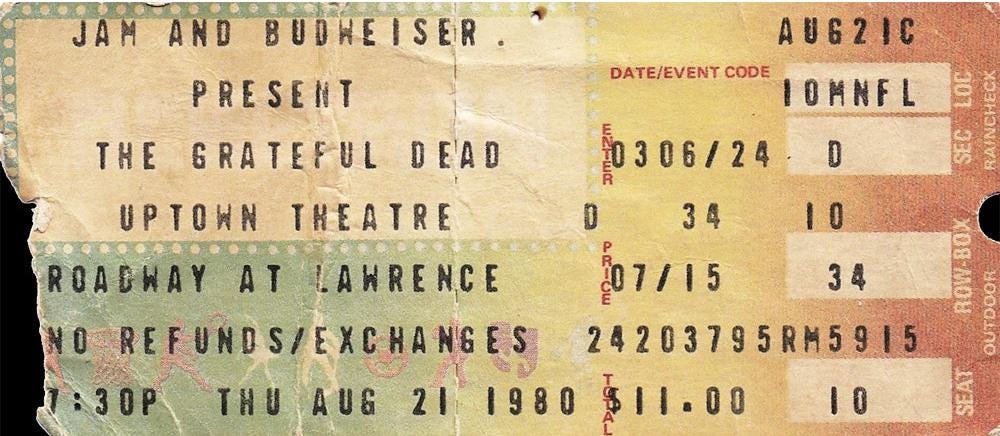 JAM AND BUDWEISER. AUG21C
DATE/EVENT CODE
PRESENT 10MNFL
THE GRATEFUL DEAD ENTER 0306/24 D
UPTOWN THEATRE D 34 10
ROADWAY AT LAWRENCE PRICE 07/15 34
NO REFUNDS/EXCHANGES 24203795RM5915
7:30P THU AUG 21 1980 TOTAL $11.00 10
SEC LOC
RAINCHECK
ROW-BOX
OUTDOOR
SEAT